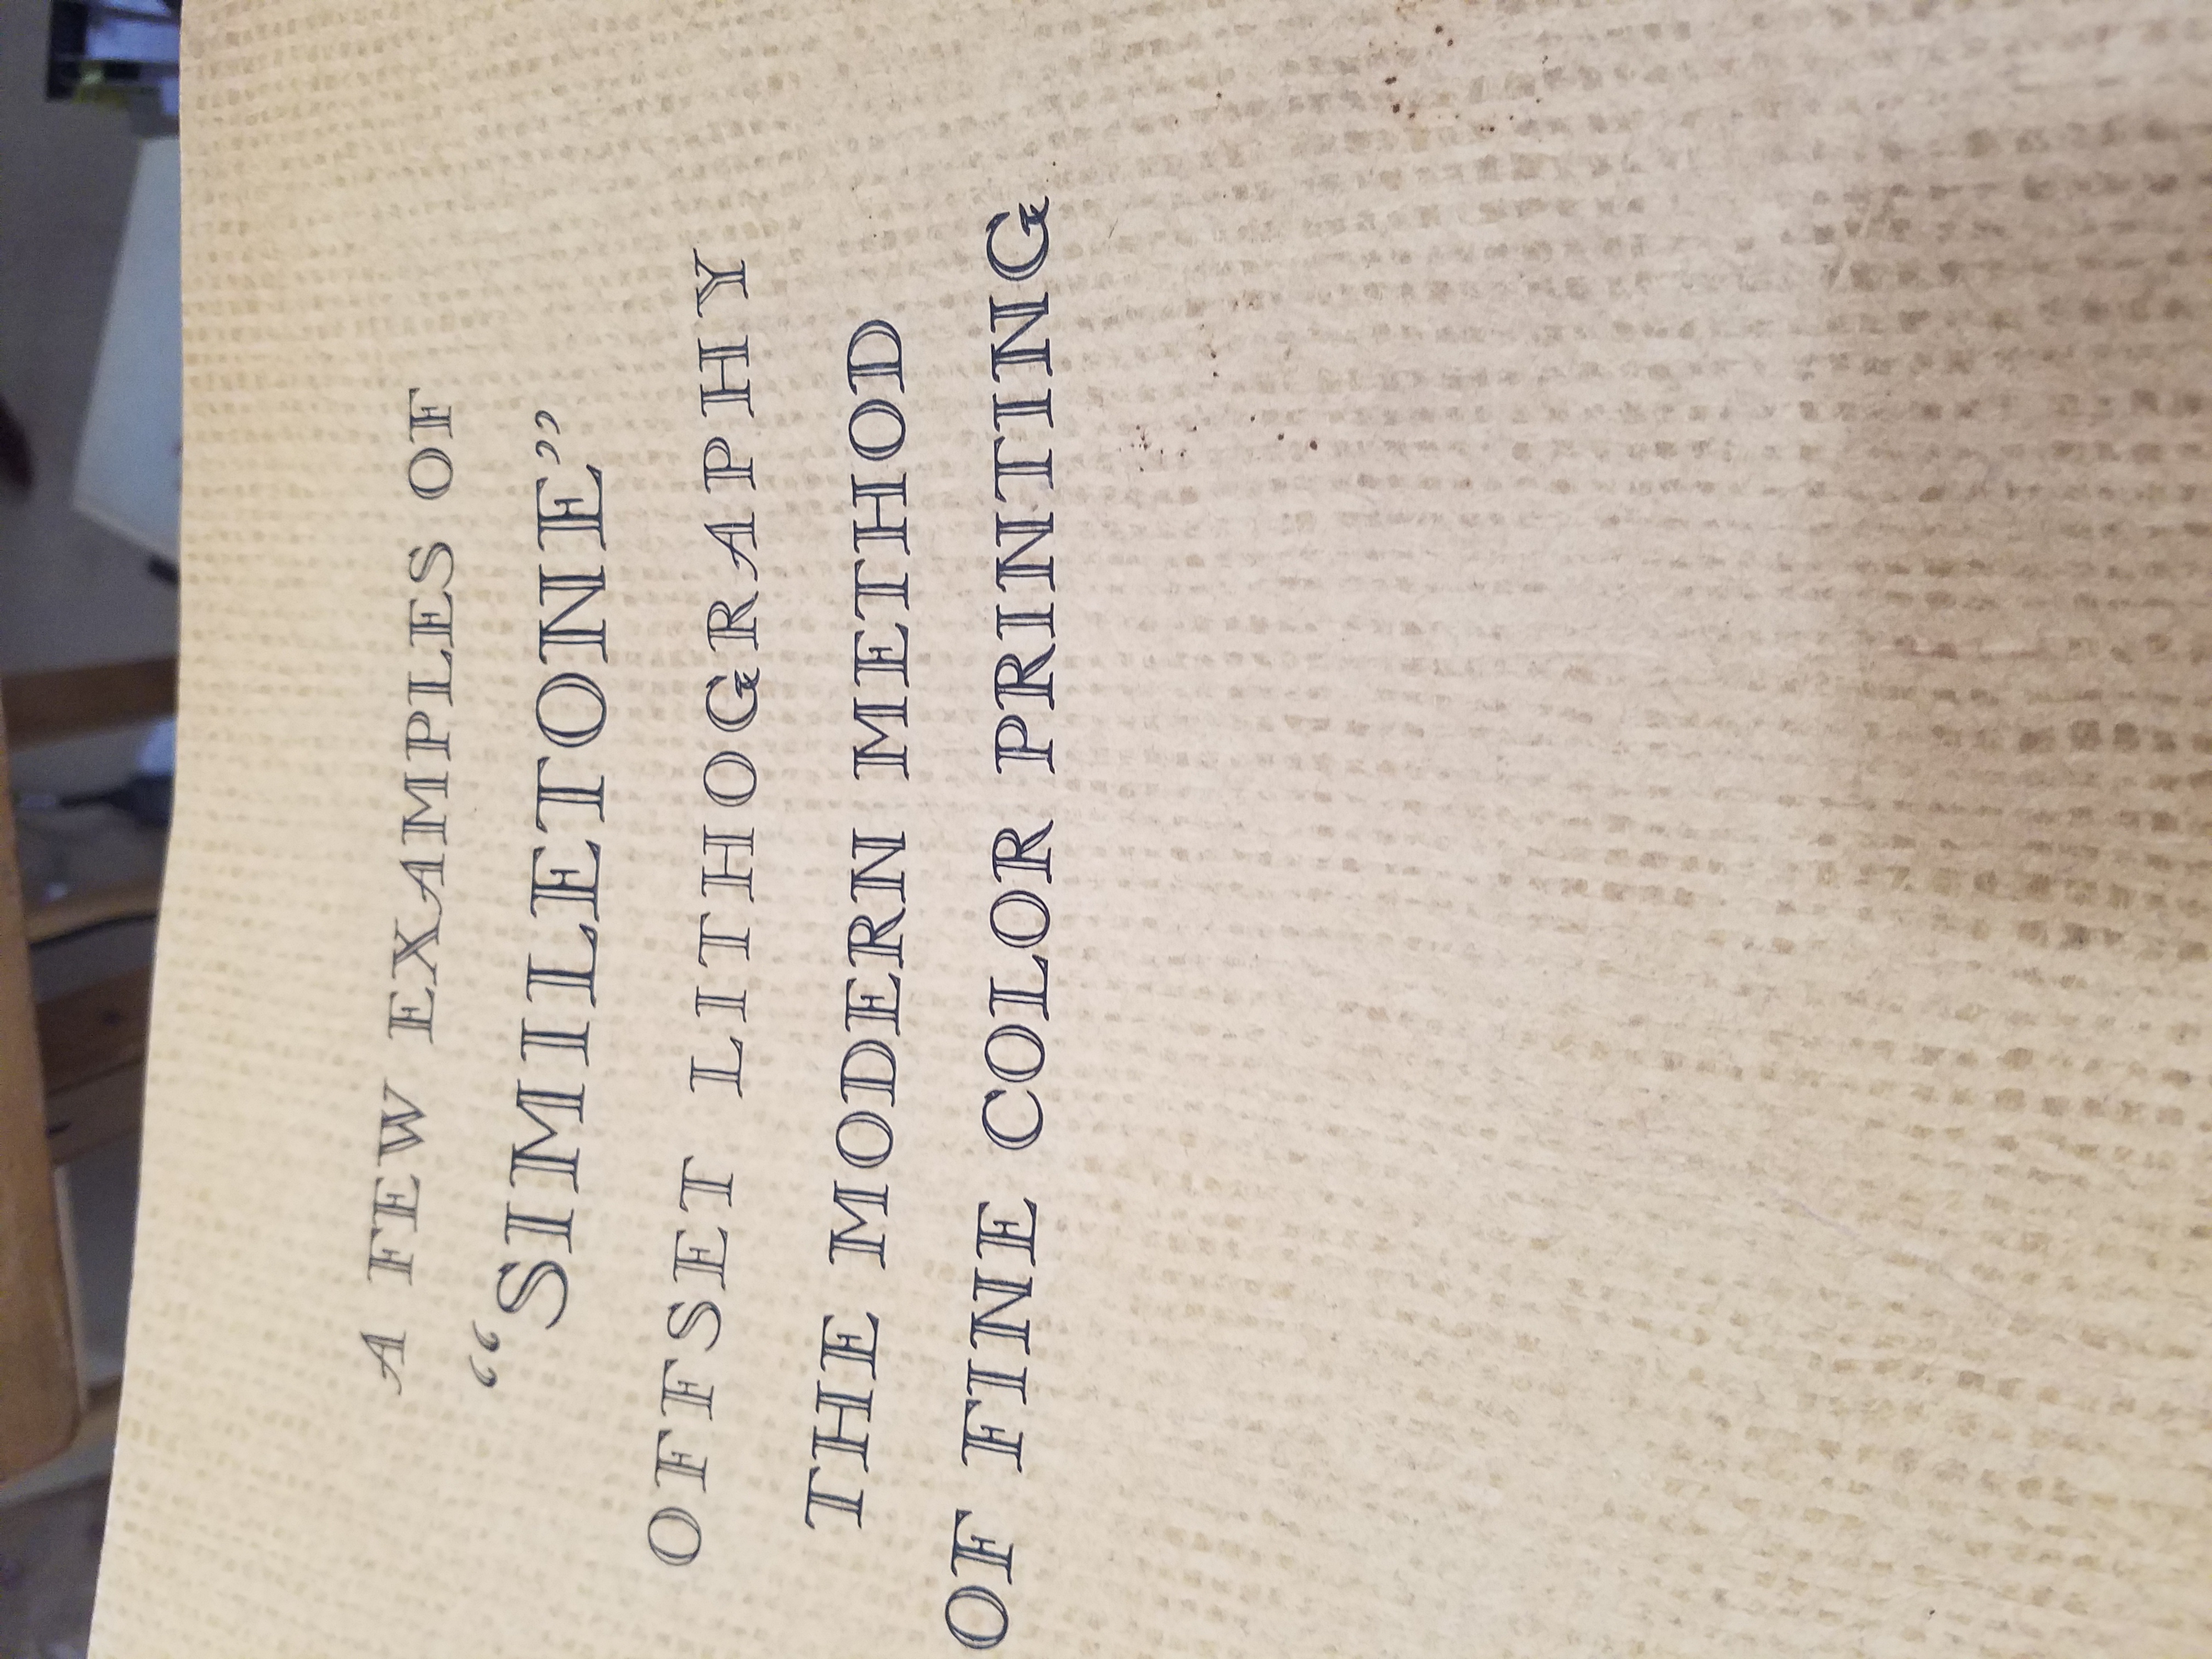 A FEW EXAMPLES OF
“SIMILETONE”
OFFSET LITHOGRAPHY
THE MODERN METHOD
OF FINE COLOR PRINTING